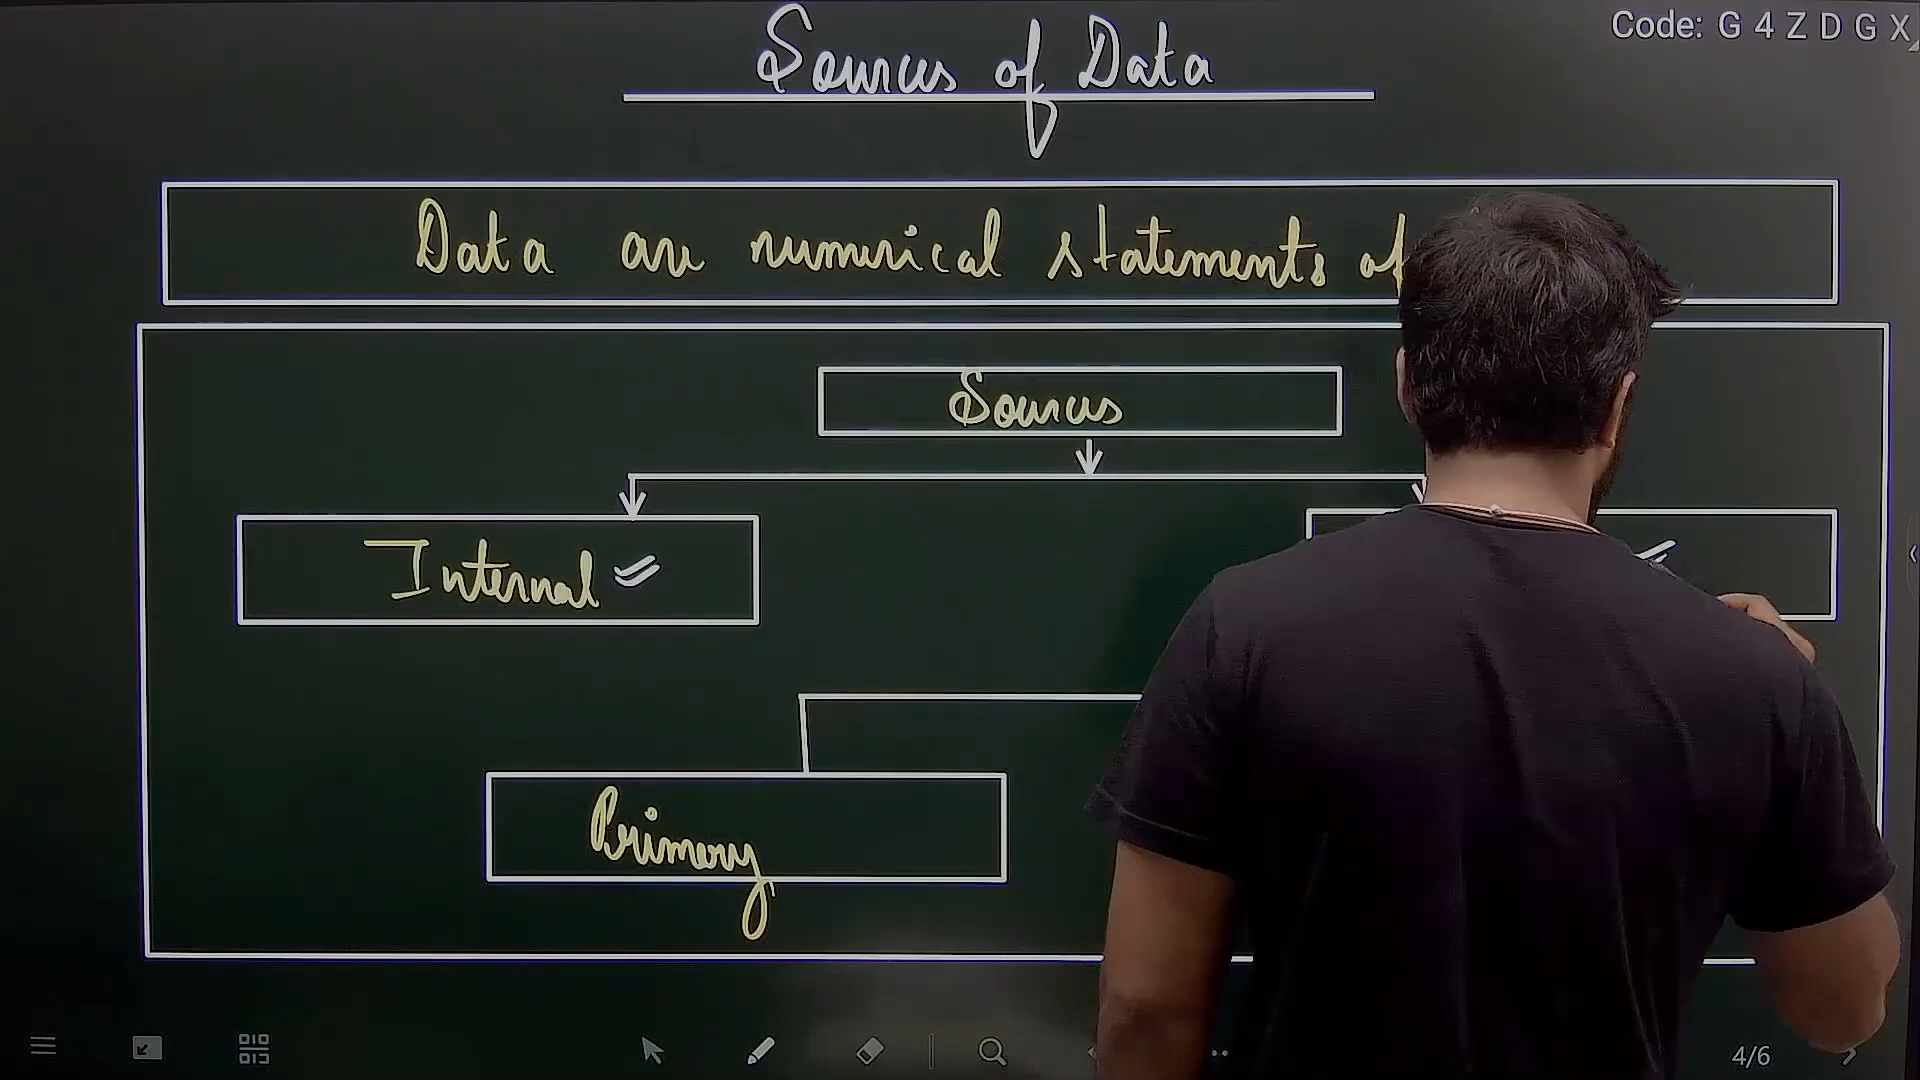 Code: G 4 Z D G X
Sources of Data
Data are numerical statements of
Sources
Internal
Primary
4/6